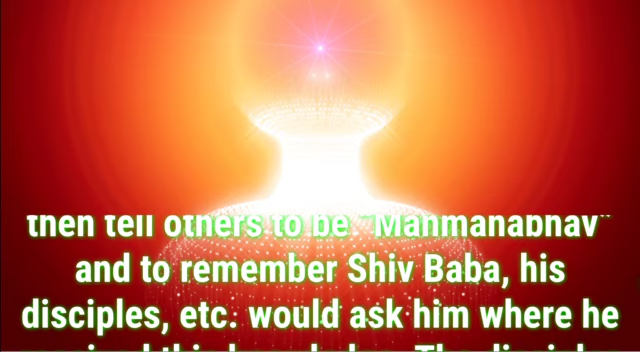 then tell others to be "Manmanabhav"
and to remember Shiv Baba, his
disciples, etc. would ask him where he